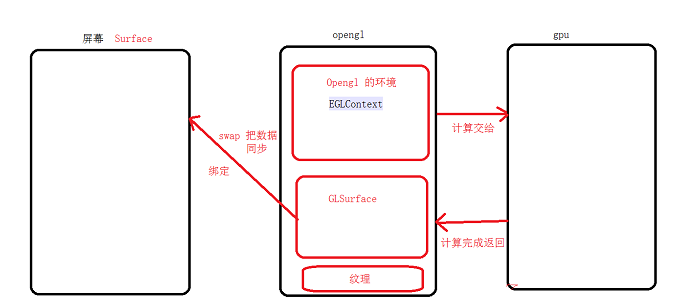 屏幕 Surface
opengl
gpu
Opengl 的环境
EGLContext
swap 把数据
同步
绑定
计算交给
GLSurface
计算完成返回
纹理